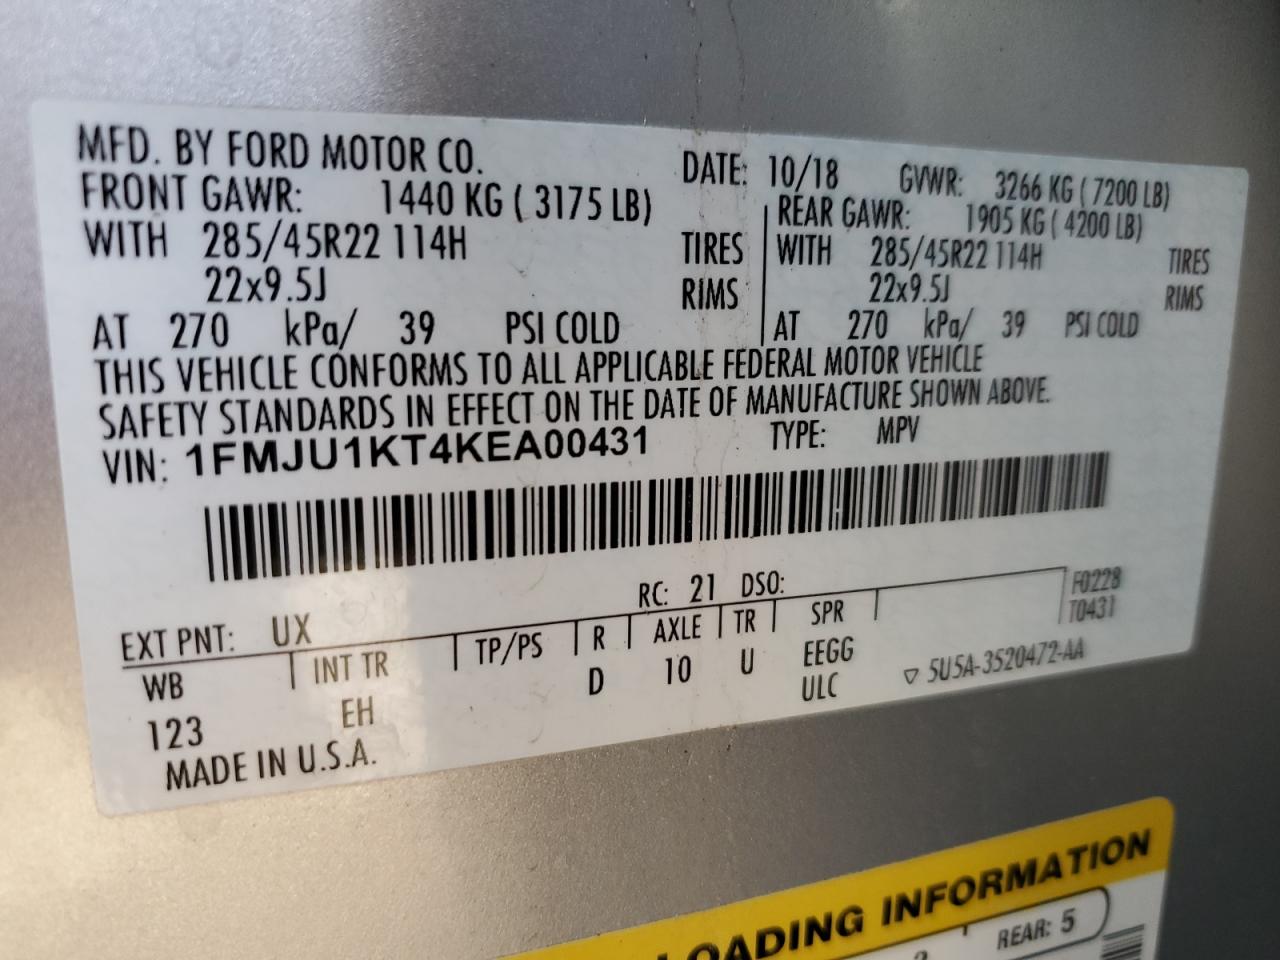 MFD. BY FORD MOTOR CO. DATE: 10/18 GVWR: 3266 KG ( 7200 LB)
FRONT GAWR: 1440 KG ( 3175 LB) REAR GAWR: 1905 KG ( 4200 LB)
WITH 285/45R22 114H TIRES WITH 285/45R22 114H TIRES
22x9.5J RIMS 22x9.5J RIMS
AT 270 kPa/ 39 PSI COLD AT 270 kPa/ 39 PSI COLD
THIS VEHICLE CONFORMS TO ALL APPLICABLE FEDERAL MOTOR VEHICLE
SAFETY STANDARDS IN EFFECT ON THE DATE OF MANUFACTURE SHOWN ABOVE.
VIN: 1FMJU1KT4KEA00431 TYPE: MPV
EXT PNT: UX RC: 21 DSO: F0228
T0431
WB INT TR TP/PS R AXLE TR SPR
123 EH D 10 U EEGG
ULC ▽ 5U5A-3520472-AA
MADE IN U.S.A.
LOADING INFORMATION
REAR: 5